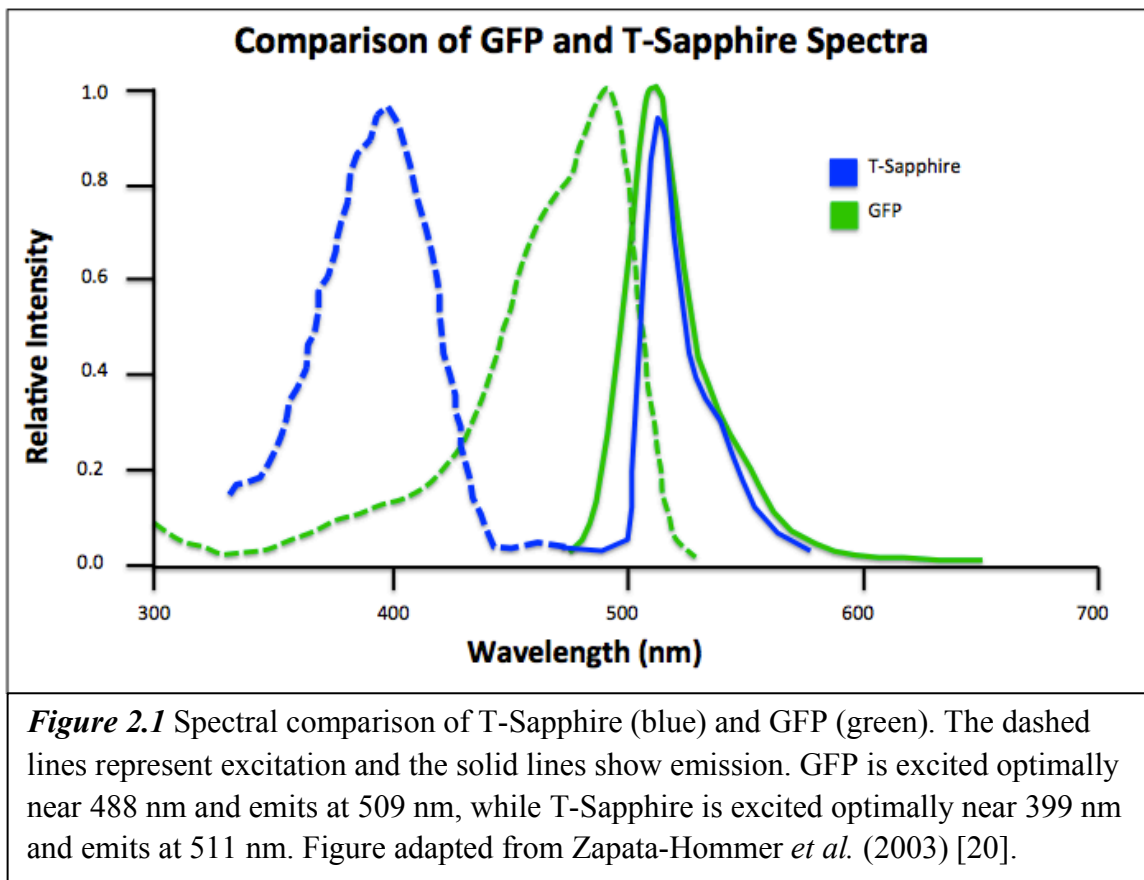 Comparison of GFP and T-Sapphire Spectra
1.0
0.8
0.6
0.4
0.2
0.0
Relative Intensity
T-Sapphire
GFP
300
400
500
600
700
Wavelength (nm)
Figure 2.1 Spectral comparison of T-Sapphire (blue) and GFP (green). The dashed
lines represent excitation and the solid lines show emission. GFP is excited optimally
near 488 nm and emits at 509 nm, while T-Sapphire is excited optimally near 399 nm
and emits at 511 nm. Figure adapted from Zapata-Hommer et al. (2003) [20].